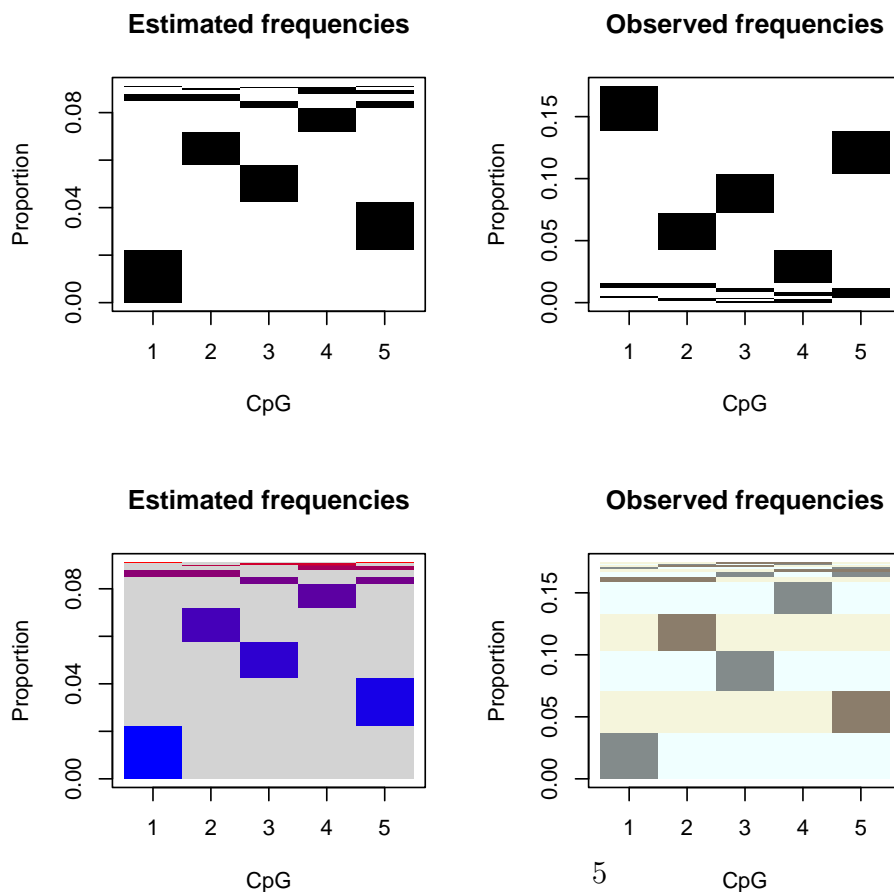 Estimated frequencies
Proportion
0.00
0.04
0.08
1 2 3 4 5
CpG
Observed frequencies
Proportion
0.00
0.05
0.10
0.15
1 2 3 4 5
CpG
Estimated frequencies
Proportion
0.00
0.04
0.08
1 2 3 4 5
CpG
Observed frequencies
Proportion
0.00
0.05
0.10
0.15
1 2 3 4 5
CpG
5